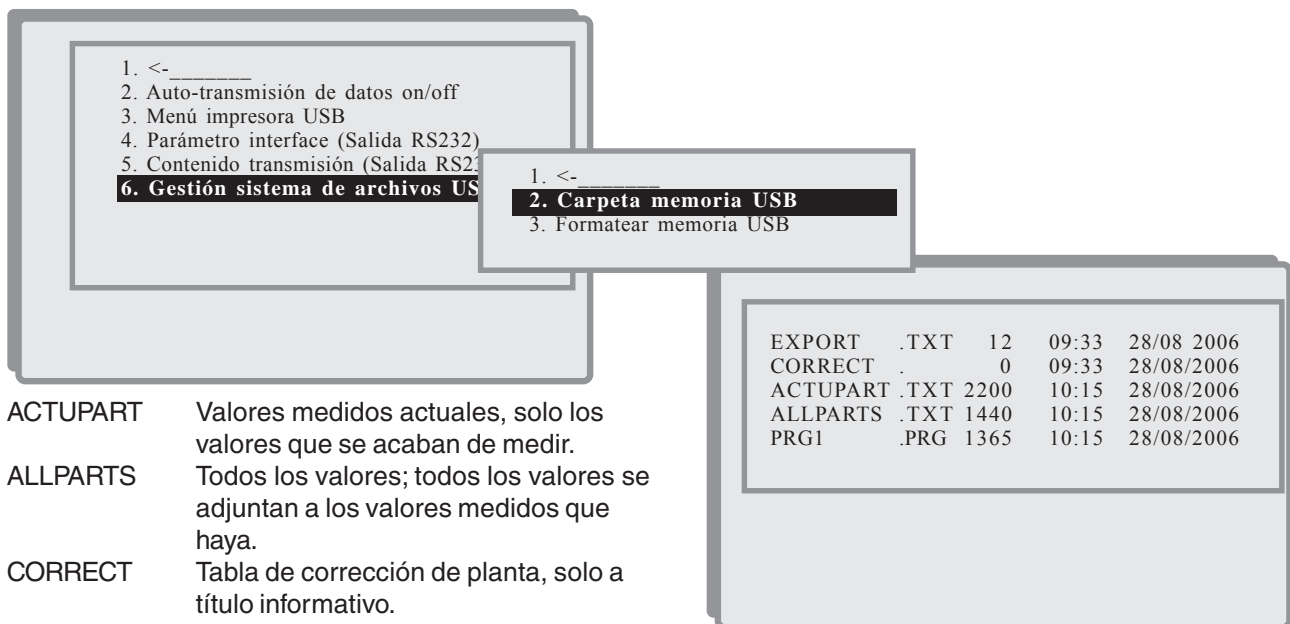 1. <-_______
2. Auto-transmisión de datos on/off
3. Menú impresora USB
4. Parámetro interface (Salida RS232)
5. Contenido transmisión (Salida RS23
6. Gestión sistema de archivos US
1. <-_______
2. Carpeta memoria USB
3. Formatear memoria USB
EXPORT .TXT 12 09:33 28/08 2006
CORRECT . 0 09:33 28/08/2006
ACTUPART .TXT 2200 10:15 28/08/2006
ALLPARTS .TXT 1440 10:15 28/08/2006
PRG1 .PRG 1365 10:15 28/08/2006
ACTUPART Valores medidos actuales, solo los
valores que se acaban de medir.
ALLPARTS Todos los valores; todos los valores se
adjuntan a los valores medidos que
haya.
CORRECT Tabla de corrección de planta, solo a
título informativo.